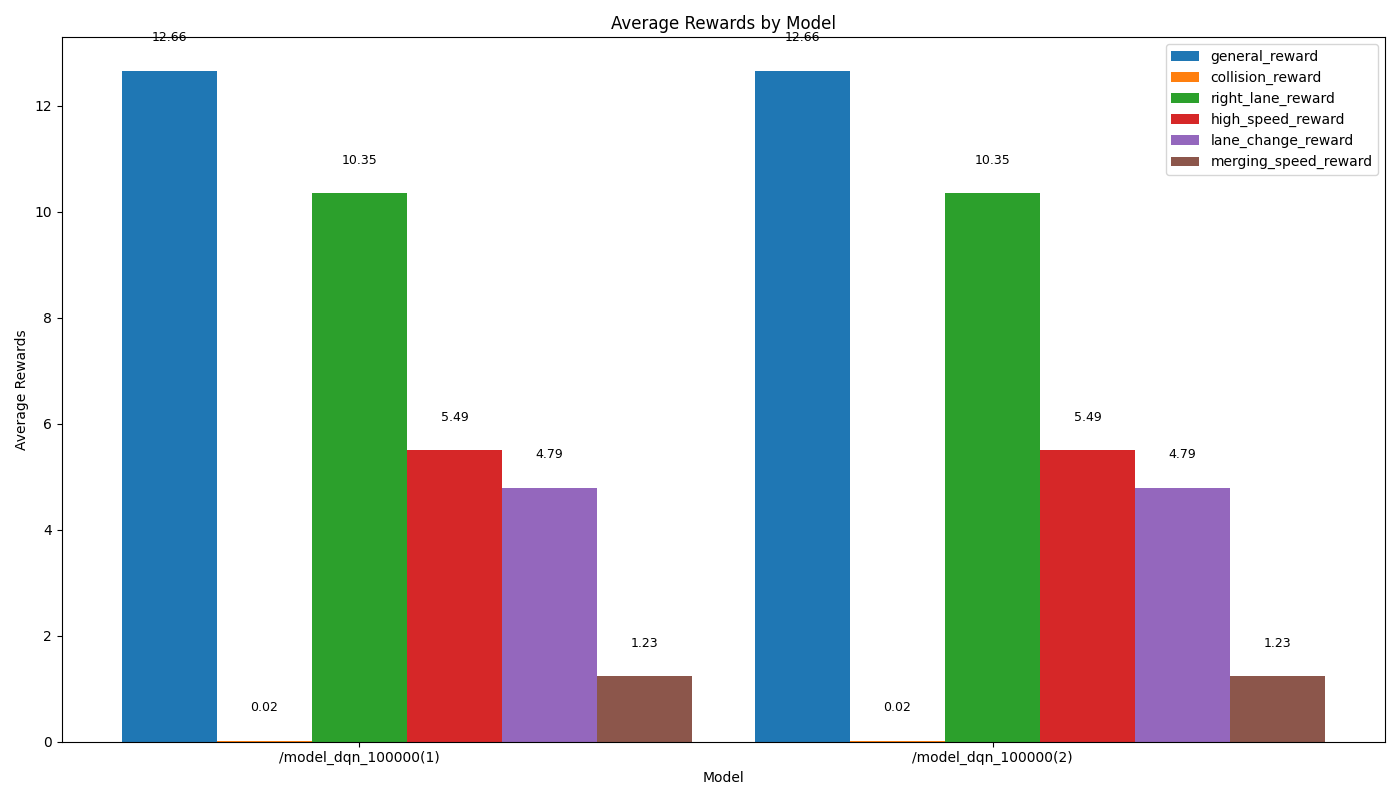 Average Rewards by Model
12.66
12.66
general_reward
collision_reward
right_lane_reward
high_speed_reward
lane_change_reward
merging_speed_reward
12
10.35
10.35
10
8
Average Rewards
6
5.49
5.49
4.79
4.79
4
2
1.23
1.23
0.02
0.02
0
/model_dqn_100000(1)
/model_dqn_100000(2)
Model